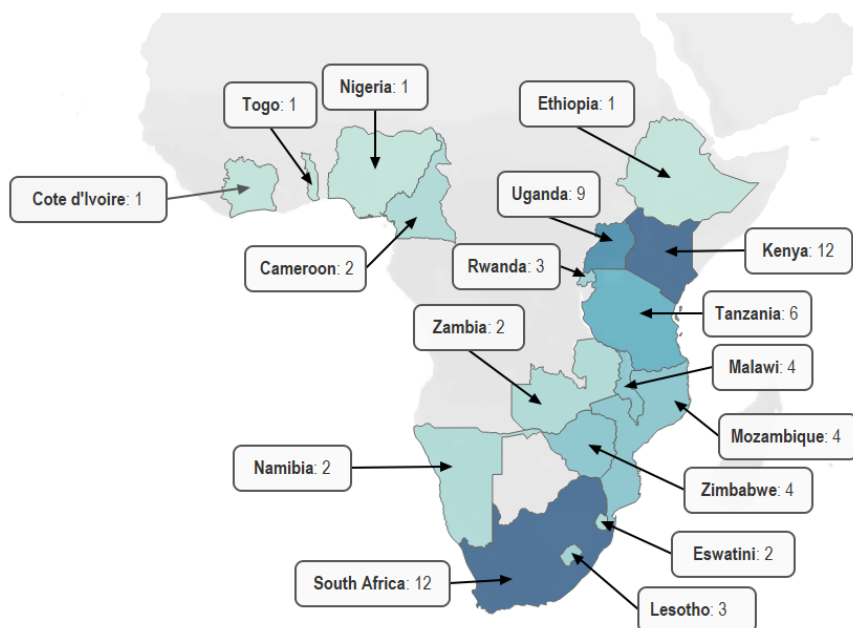 Nigeria: 1
Togo: 1
Ethiopia: 1
Cote d'Ivoire: 1
Uganda: 9
Cameroon: 2
Rwanda: 3
Kenya: 12
Zambia: 2
Tanzania: 6
Malawi: 4
Mozambique: 4
Namibia: 2
Zimbabwe: 4
Eswatini: 2
South Africa: 12
Lesotho: 3